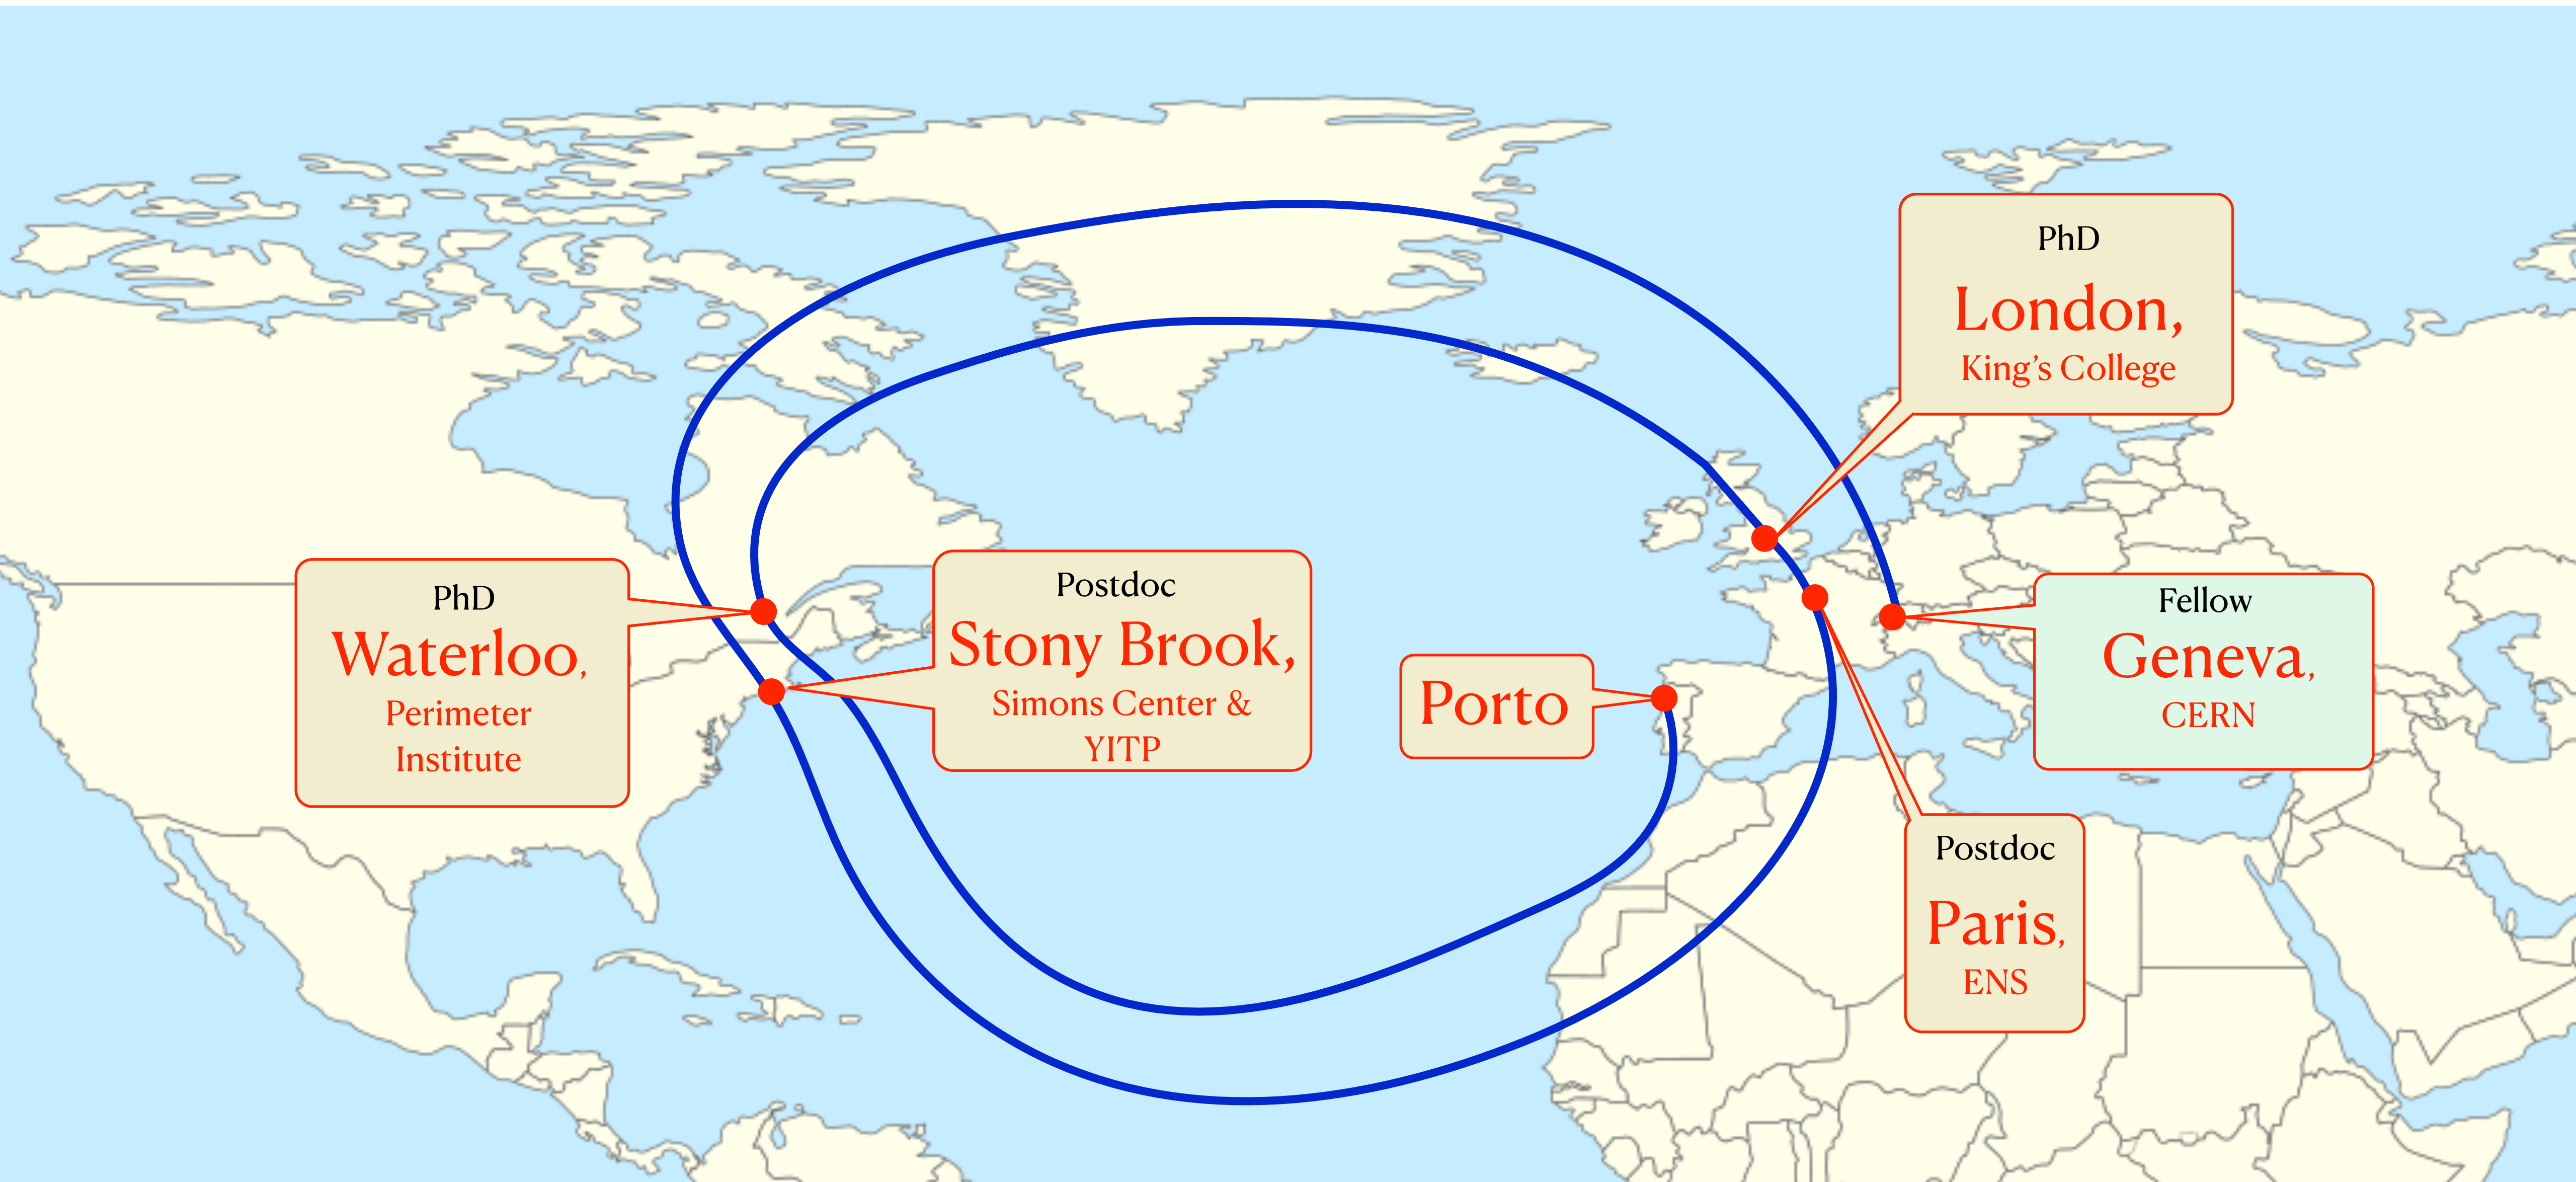 PhD
London,
King's College
PhD
Waterloo,
Perimeter
Institute
Postdoc
Stony Brook,
Simons Center &
YITP
Porto
Fellow
Geneva,
CERN
Postdoc
Paris,
ENS